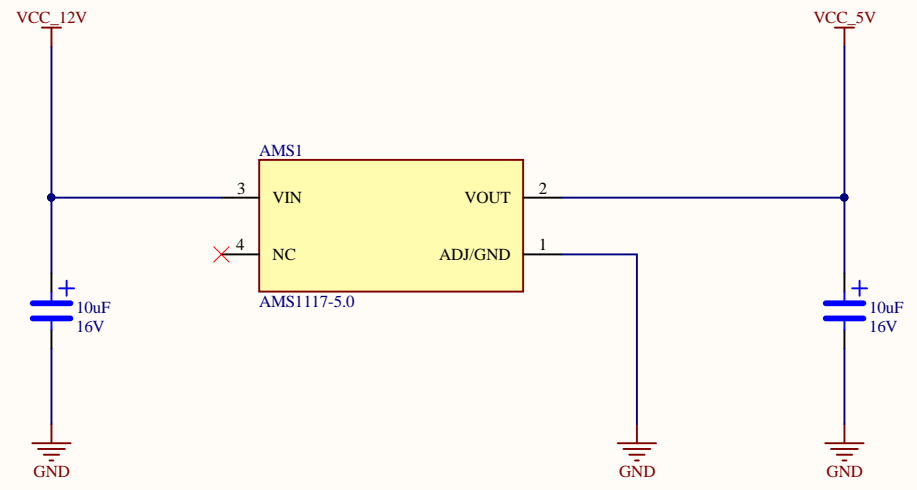 VCC_12V
VCC_5V
AMS1
3 VIN VOUT 2
4 NC ADJ/GND 1
AMS1117-5.0
+ 10uF
16V
+ 10uF
16V
GND
GND
GND